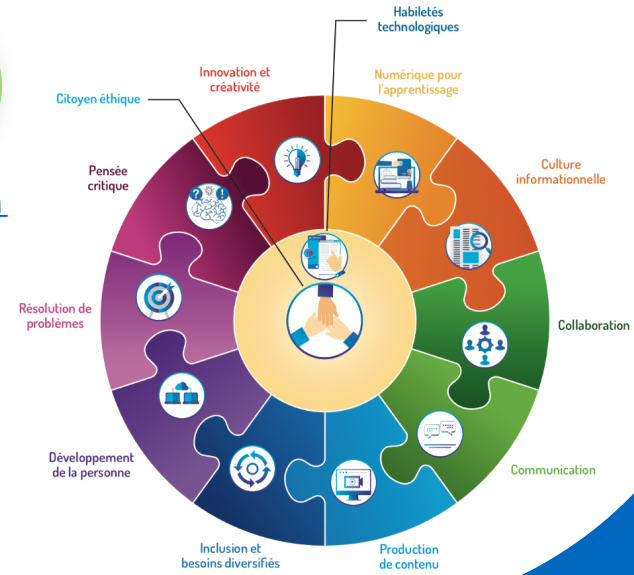 Habiletés
technologiques
Innovation et
créativité
Numérique pour
l'apprentissage
Citoyen éthique
Pensée
critique
Culture
informationnelle
Résolution de
problèmes
Collaboration
Développement
de la personne
Communication
Inclusion et
besoins diversifiés
Production
de contenu